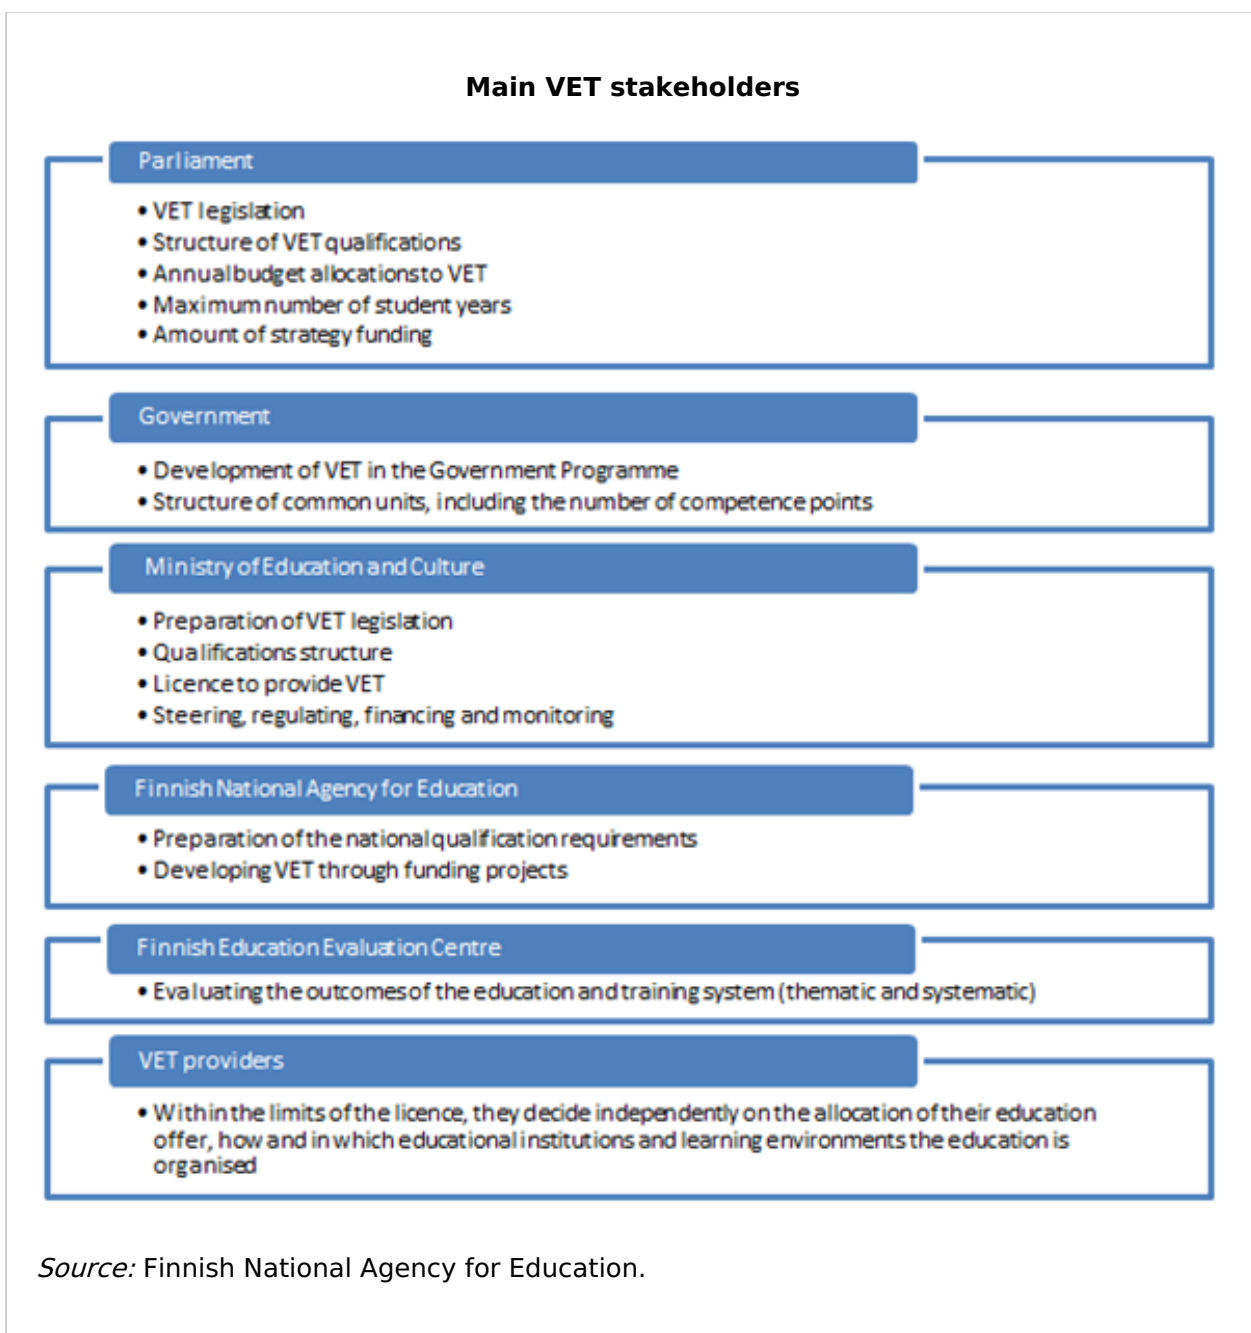 Main VET stakeholders
Parliament
• VET legislation
• Structure of VET qualifications
• Annual budget allocations to VET
• Maximum number of student years
• Amount of strategy funding
Government
• Development of VET in the Government Programme
• Structure of common units, including the number of competence points
Ministry of Education and Culture
• Preparation of VET legislation
• Qualifications structure
• Licence to provide VET
• Steering, regulating, financing and monitoring
Finnish National Agency for Education
• Preparation of the national qualification requirements
• Developing VET through funding projects
Finnish Education Evaluation Centre
• Evaluating the outcomes of the education and training system (thematic and systematic)
VET providers
• Within the limits of the licence, they decide independently on the allocation of their education
offer, how and in which educational institutions and learning environments the education is
organised
Source: Finnish National Agency for Education.